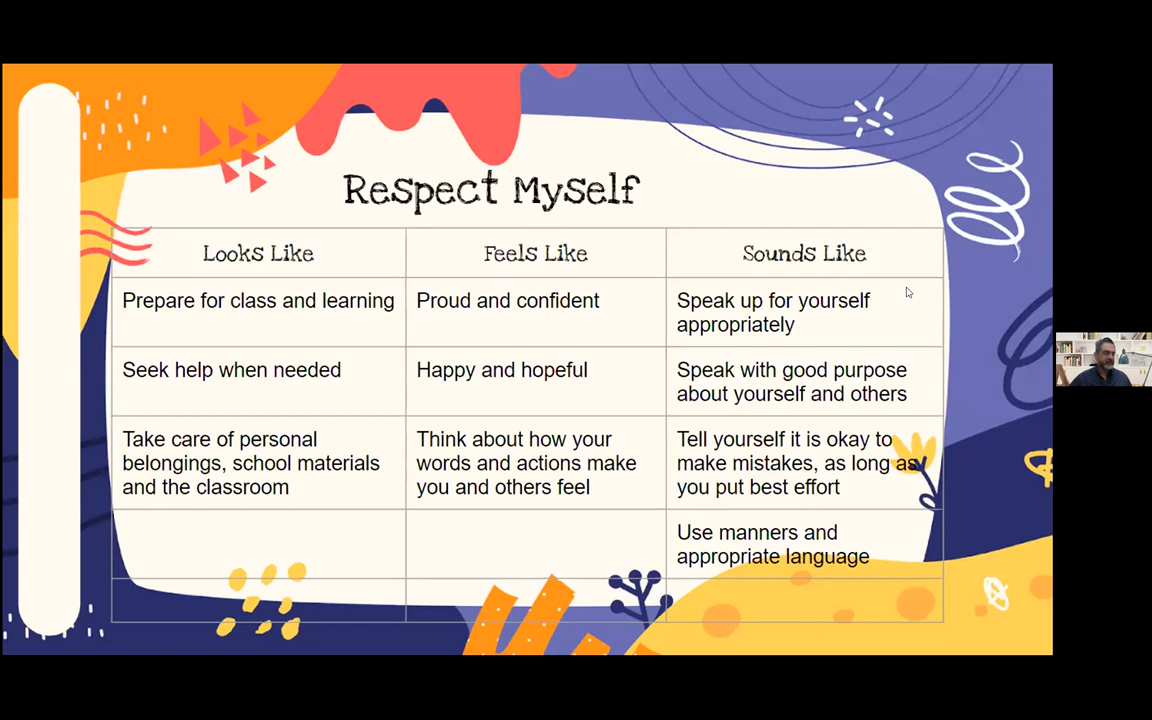 Respect Myself
Looks Like
Feels Like
Sounds Like
Prepare for class and learning
Proud and confident
Speak up for yourself
appropriately
Seek help when needed
Happy and hopeful
Speak with good purpose
about yourself and others
Take care of personal
belongings, school materials
and the classroom
Think about how your
words and actions make
you and others feel
Tell yourself it is okay to
make mistakes, as long as
you put best effort
Use manners and
appropriate language